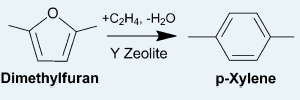 O
+C2H4, -H2O
Y Zeolite
Dimethylfuran
p-Xylene